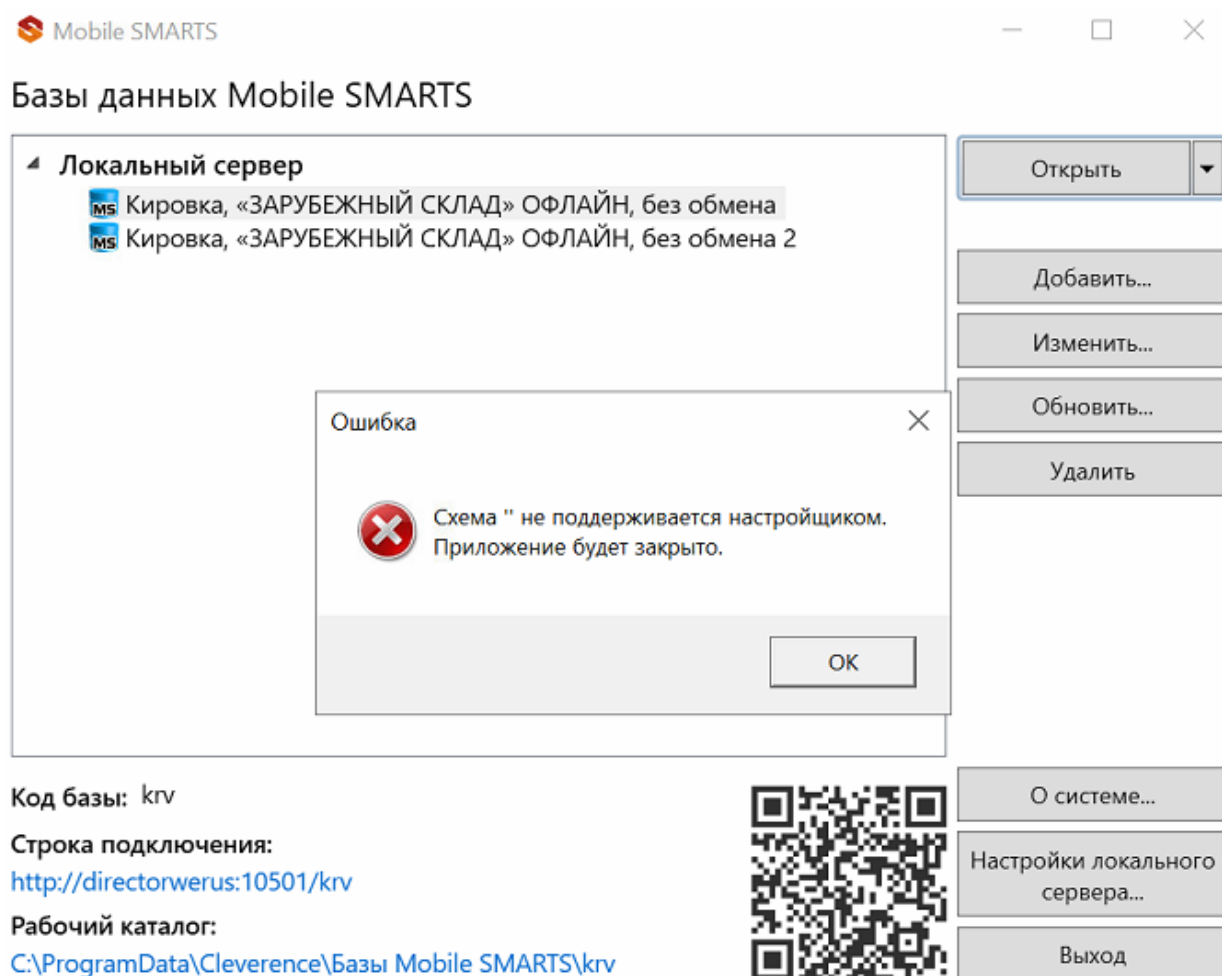 Mobile SMARTS
Базы данных Mobile SMARTS
Локальный сервер
Кировка, «ЗАРУБЕЖНЫЙ СКЛАД» ОФЛАЙН, без обмена
Кировка, «ЗАРУБЕЖНЫЙ СКЛАД» ОФЛАЙН, без обмена 2
Открыть
Добавить...
Изменить...
Обновить...
Удалить
Ошибка
Схема '' не поддерживается настройщиком.
Приложение будет закрыто.
ОК
Код базы: krv
Строка подключения:
http://directorwerus:10501/krv
Рабочий каталог:
C:\ProgramData\Cleverence\Базы Mobile SMARTS\krv
О системе...
Настройки локального
сервера...
Выход